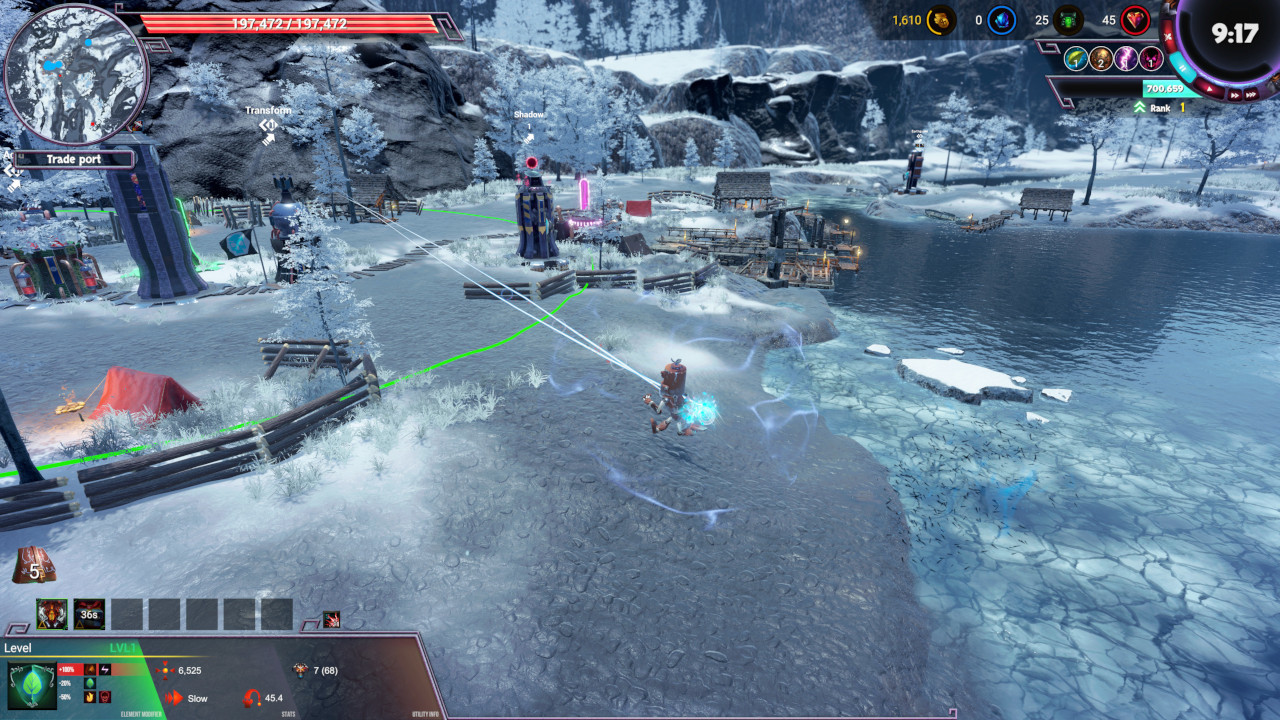 197,472 / 197,472
1,610
0
25
45
9:17
2
1
700,659
Rank 1
Transform
Shadow
1
Trade port
5
36s
Level
LVL1
+100%
-20%
-50%
6,525
7 (68)
Slow
45.4
ELEMENT MODIFIER
STATS
UTILITY INFO